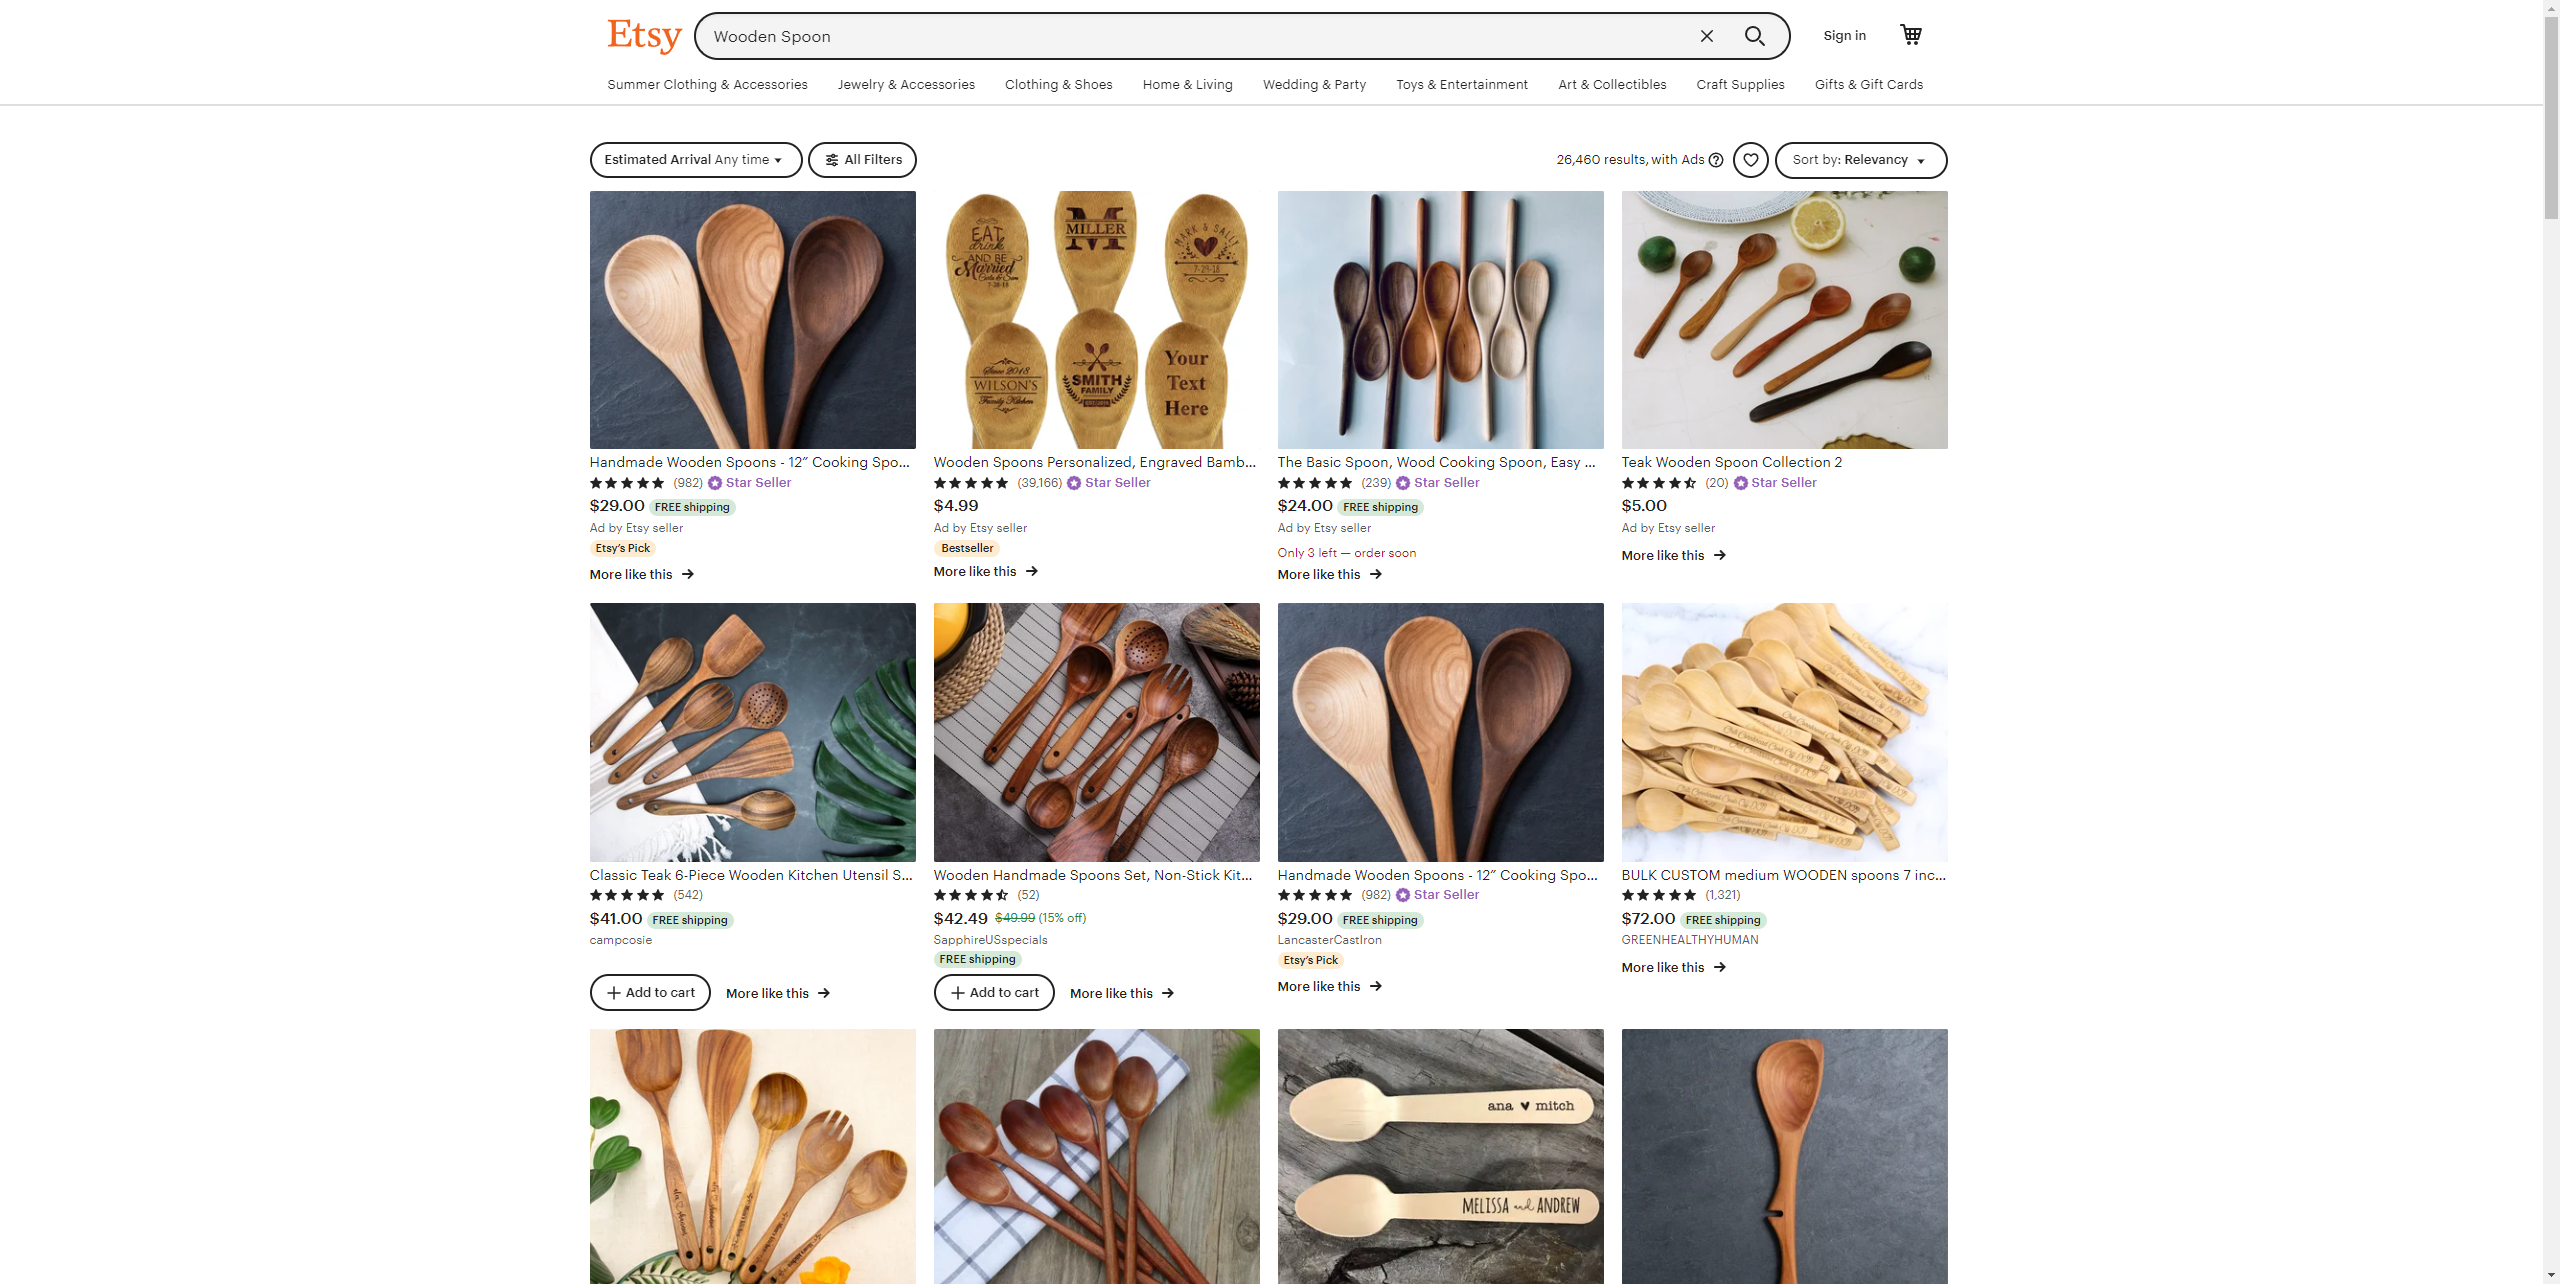 Etsy
Wooden Spoon
Sign in
Summer Clothing & Accessories
Jewelry & Accessories
Clothing & Shoes
Home & Living
Wedding & Party
Toys & Entertainment
Art & Collectibles
Craft Supplies
Gifts & Gift Cards
Estimated Arrival Any time
All Filters
26,460 results, with Ads
Sort by: Relevancy
EAT
drink
AND BE
Married
MILLER
M
MARK & SALLY
7-29-18
Since 2018
WILSON'S
Family Kitchen
SMITH
FAMILY
Your
Text
Here
Handmade Wooden Spoons - 12” Cooking Spo...
(982) Star Seller
$29.00 FREE shipping
Ad by Etsy seller
Etsy’s Pick
More like this
Wooden Spoons Personalized, Engraved Bamb...
(39,166) Star Seller
$4.99
Ad by Etsy seller
Bestseller
More like this
The Basic Spoon, Wood Cooking Spoon, Easy ...
(239) Star Seller
$24.00 FREE shipping
Ad by Etsy seller
Only 3 left — order soon
More like this
Teak Wooden Spoon Collection 2
(20) Star Seller
$5.00
Ad by Etsy seller
More like this
Classic Teak 6-Piece Wooden Kitchen Utensil S...
(542)
$41.00 FREE shipping
campcosie
Add to cart
More like this
Wooden Handmade Spoons Set, Non-Stick Kit...
(52)
$42.49 $49.99 (15% off)
SapphireUSspecials
FREE shipping
Add to cart
More like this
Handmade Wooden Spoons - 12” Cooking Spo...
(982) Star Seller
$29.00 FREE shipping
LancasterCastIron
Etsy’s Pick
More like this
BULK CUSTOM medium WOODEN spoons 7 inc...
(1,321)
$72.00 FREE shipping
GREENHEALTHYHUMAN
More like this
ana ♥ mitch
MELISSA and ANDREW